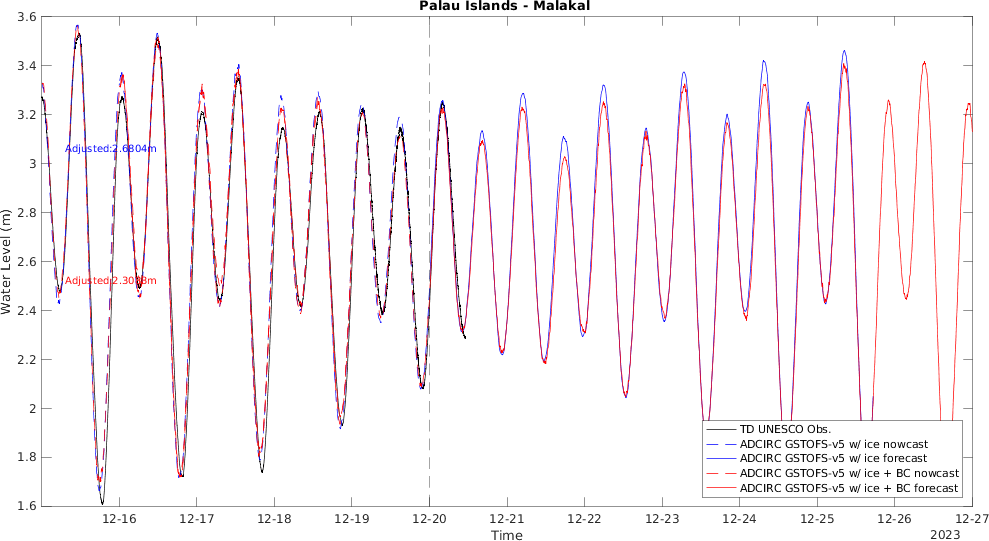 Palau Islands - Malakal
3.6
3.4
3.2
3
2.8
2.6
2.4
2.2
2
1.8
1.6
Water Level (m)
Adjusted:2.6804m
TD UNESCO Obs.
ADCIRC GSTOFS-v5 w/ ice nowcast
ADCIRC GSTOFS-v5 w/ ice forecast
ADCIRC GSTOFS-v5 w/ ice + BC nowcast
ADCIRC GSTOFS-v5 w/ ice + BC forecast
12-16
12-17
12-18
12-19
12-20
12-21
12-22
12-23
12-24
12-25
12-26
12-27
Time
2023